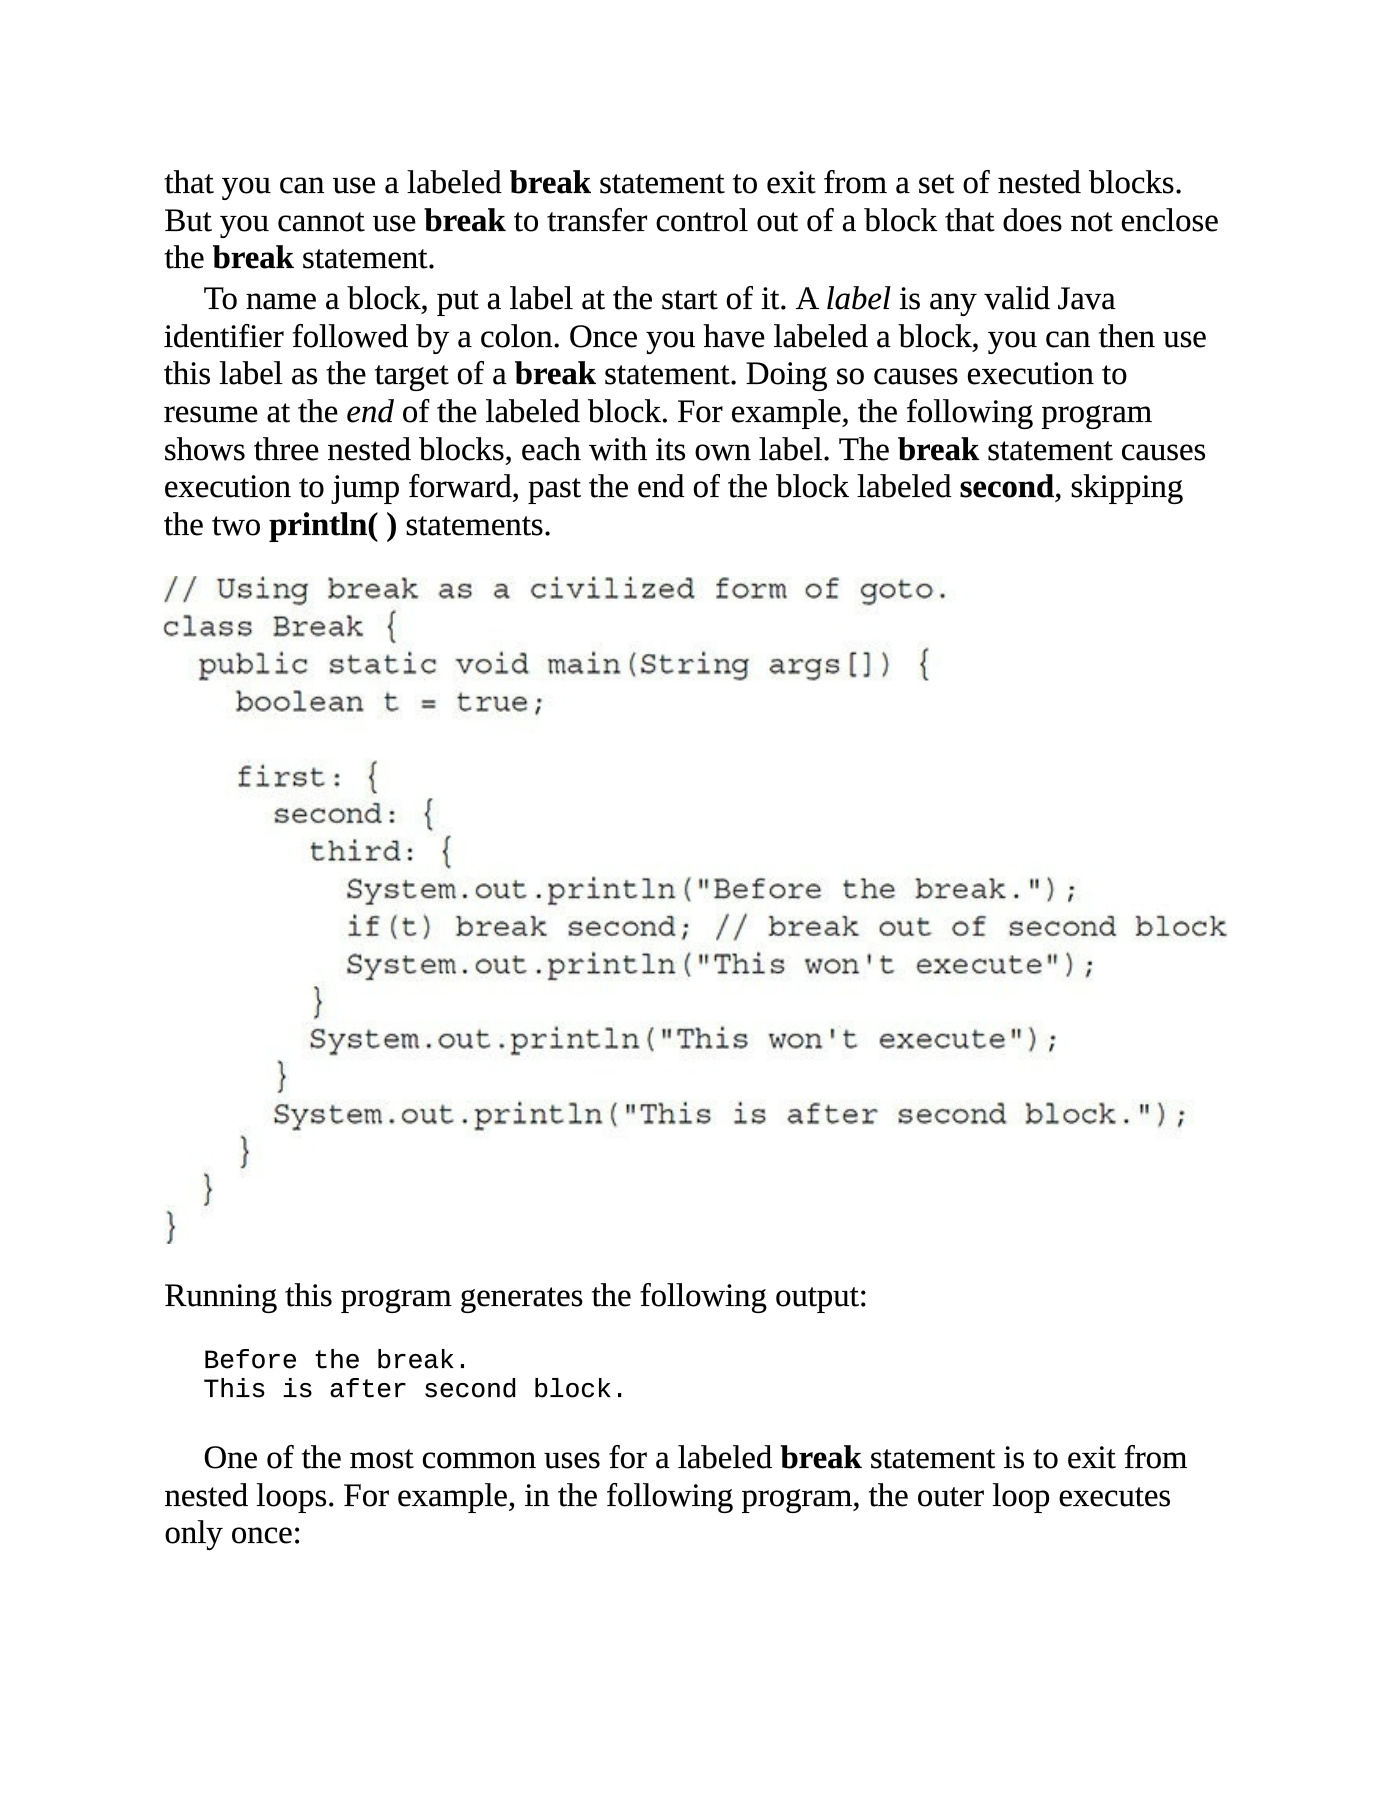 that you can use a labeled break statement to exit from a set of nested blocks.
But you cannot use break to transfer control out of a block that does not enclose
the break statement.
To name a block, put a label at the start of it. A label is any valid Java
identifier followed by a colon. Once you have labeled a block, you can then use
this label as the target of a break statement. Doing so causes execution to
resume at the end of the labeled block. For example, the following program
shows three nested blocks, each with its own label. The break statement causes
execution to jump forward, past the end of the block labeled second, skipping
the two println( ) statements.
// Using break as a civilized form of goto.
class Break {
  public static void main(String args[]) {
    boolean t = true;

    first: {
      second: {
        third: {
          System.out.println("Before the break.");
          if(t) break second; // break out of second block
          System.out.println("This won't execute");
        }
        System.out.println("This won't execute");
      }
      System.out.println("This is after second block.");
    }
  }
}
Running this program generates the following output:
Before the break.
This is after second block.
One of the most common uses for a labeled break statement is to exit from
nested loops. For example, in the following program, the outer loop executes
only once: